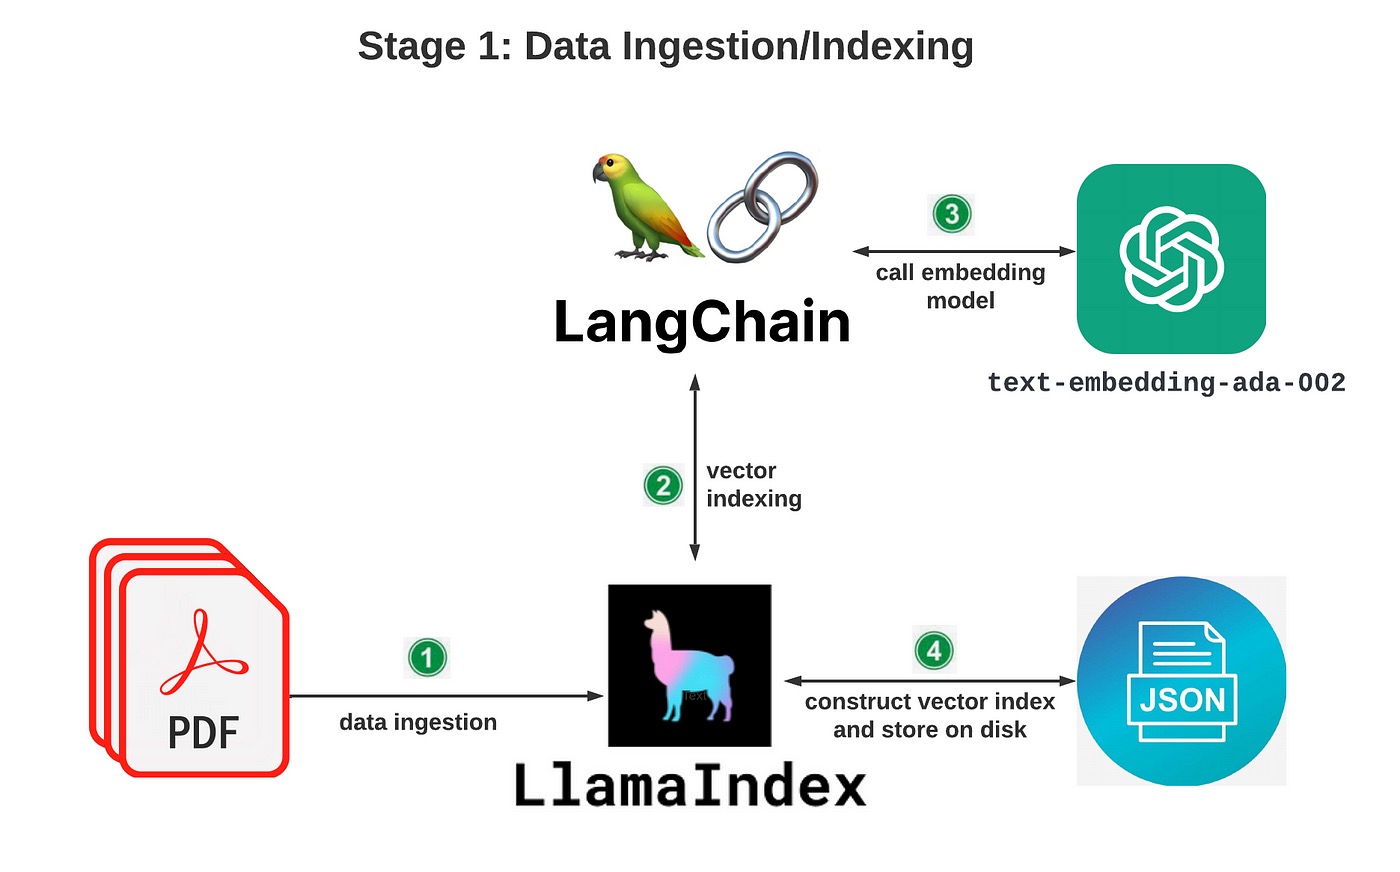 Stage 1: Data Ingestion/Indexing
3
call embedding
model
LangChain
text-embedding-ada-002
2
vector
indexing
1
data ingestion
PDF
Text
4
construct vector index
and store on disk
JSON
LlamaIndex